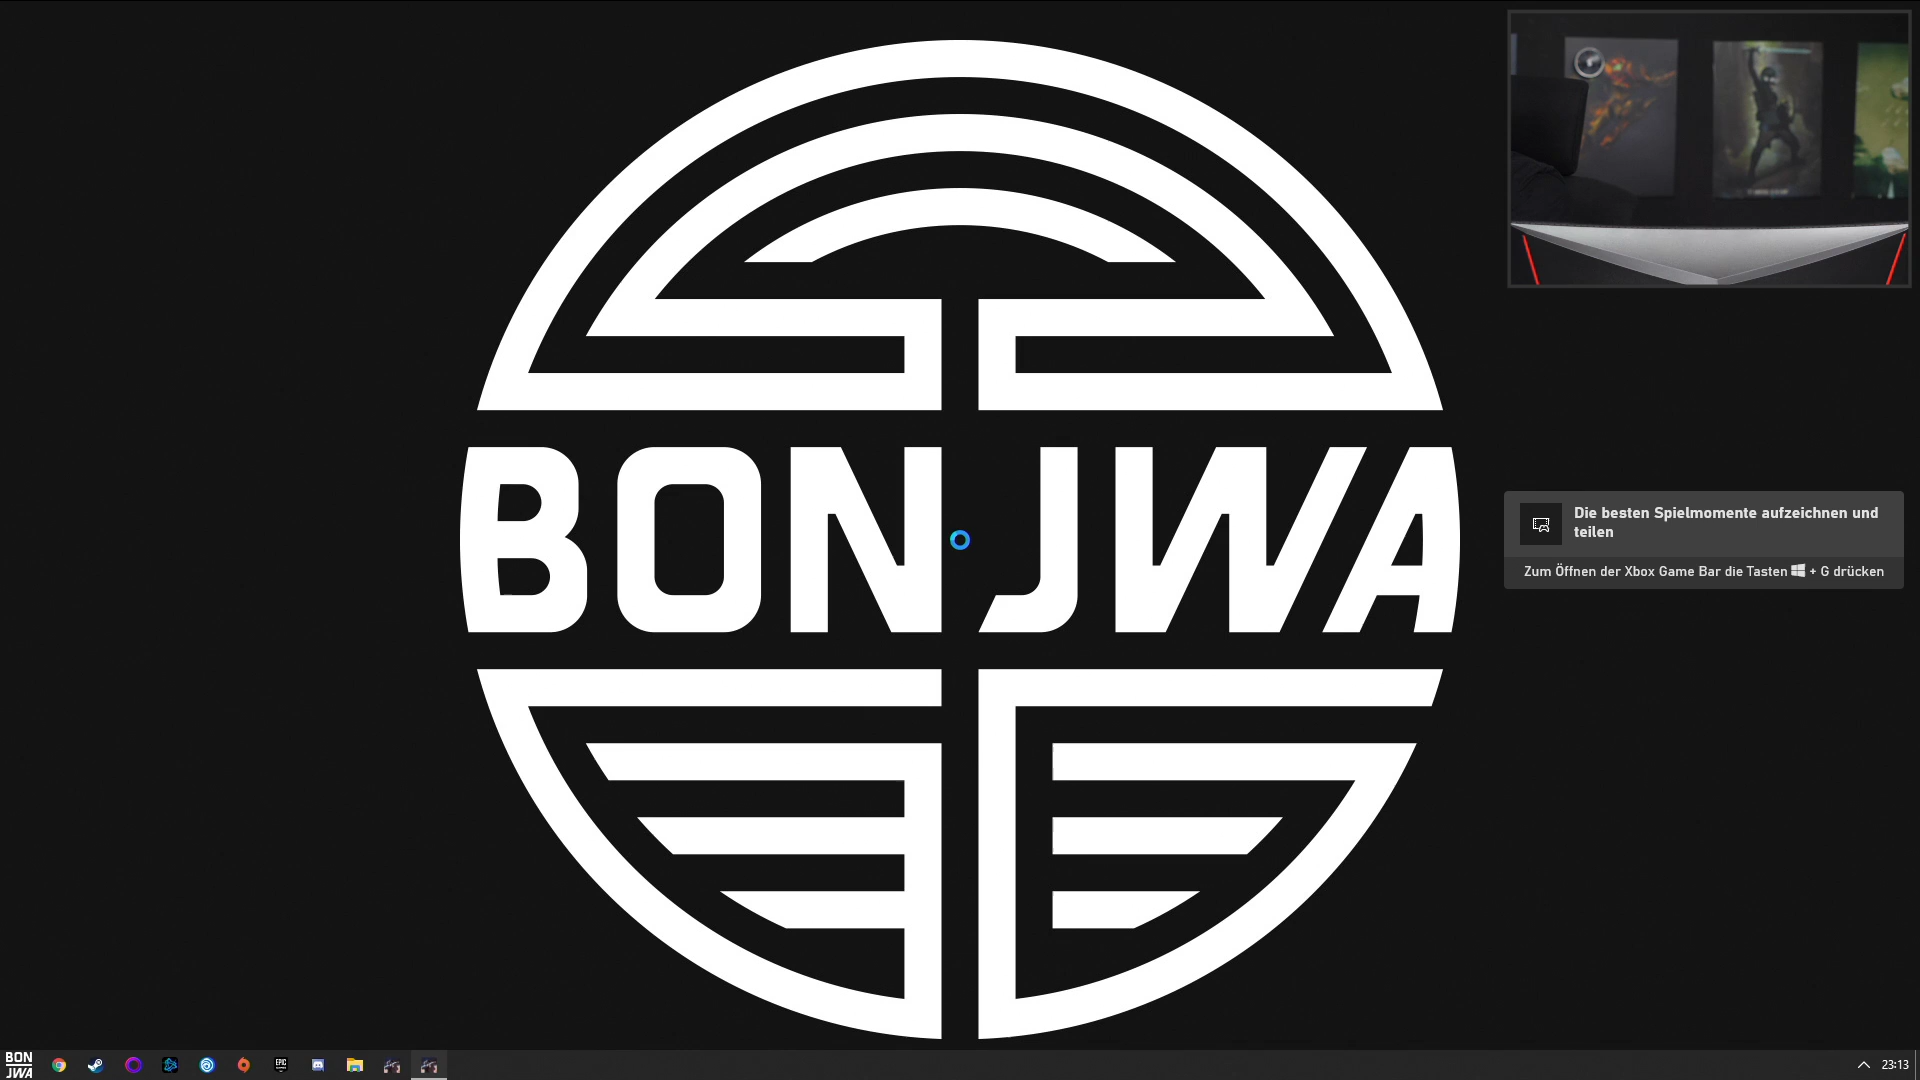 BONJWA
Die besten Spielmomente aufzeichnen und
teilen
Zum Öffnen der Xbox Game Bar die Tasten + G drücken
BON
JWA
EPIC
23:13